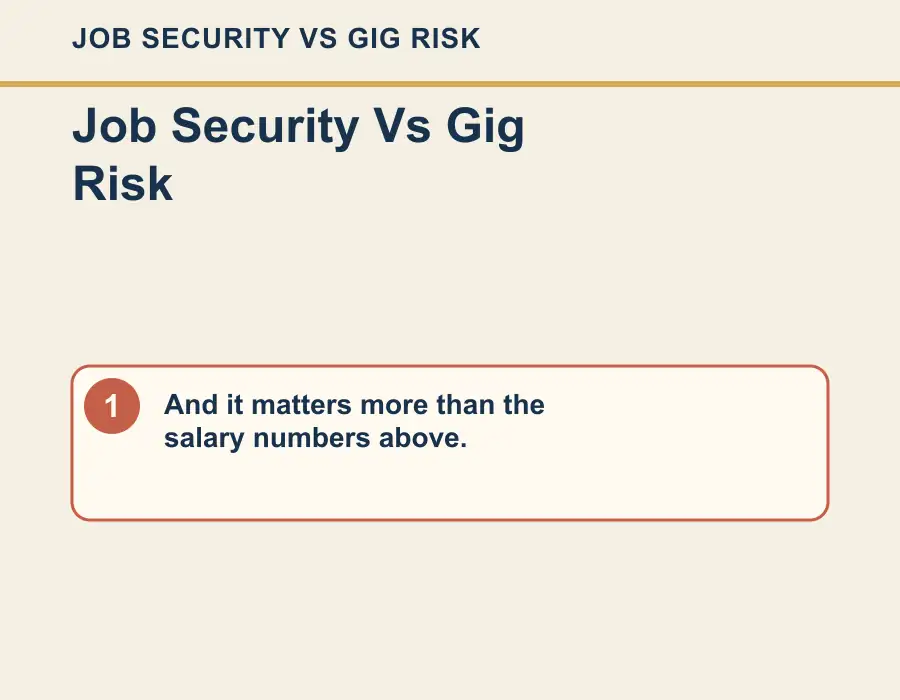 JOB SECURITY VS GIG RISK
Job Security Vs Gig
Risk
1
And it matters more than the
salary numbers above.